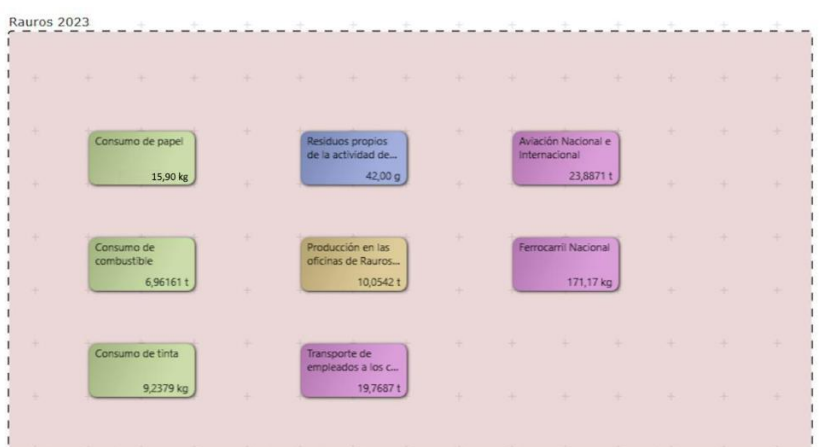 Rauros 2023
Consumo de papel
15,90 kg
Residuos propios
de la actividad de...
42,00 g
Aviación Nacional e
Internacional
23,8871 t
Consumo de
combustible
6,96161 t
Producción en las
oficinas de Rauros...
10,0542 t
Ferrocarril Nacional
171,17 kg
Consumo de tinta
9,2379 kg
Transporte de
empleados a los c...
19,7687 t